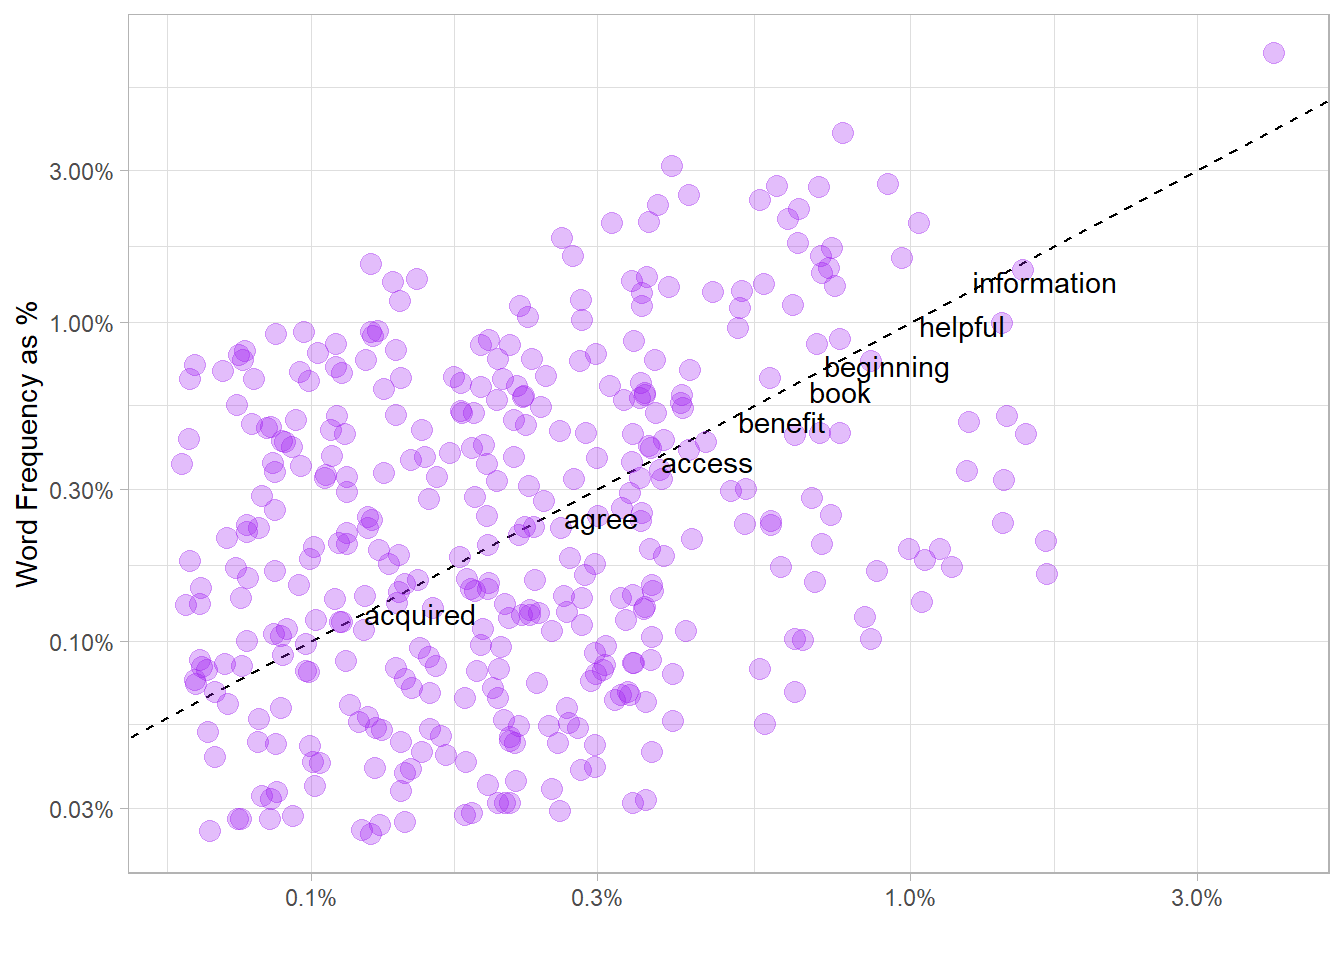 Word Frequency as %
3.00%
1.00%
0.30%
0.10%
0.03%
information
helpful
beginning
book
benefit
access
agree
acquired
0.1%
0.3%
1.0%
3.0%